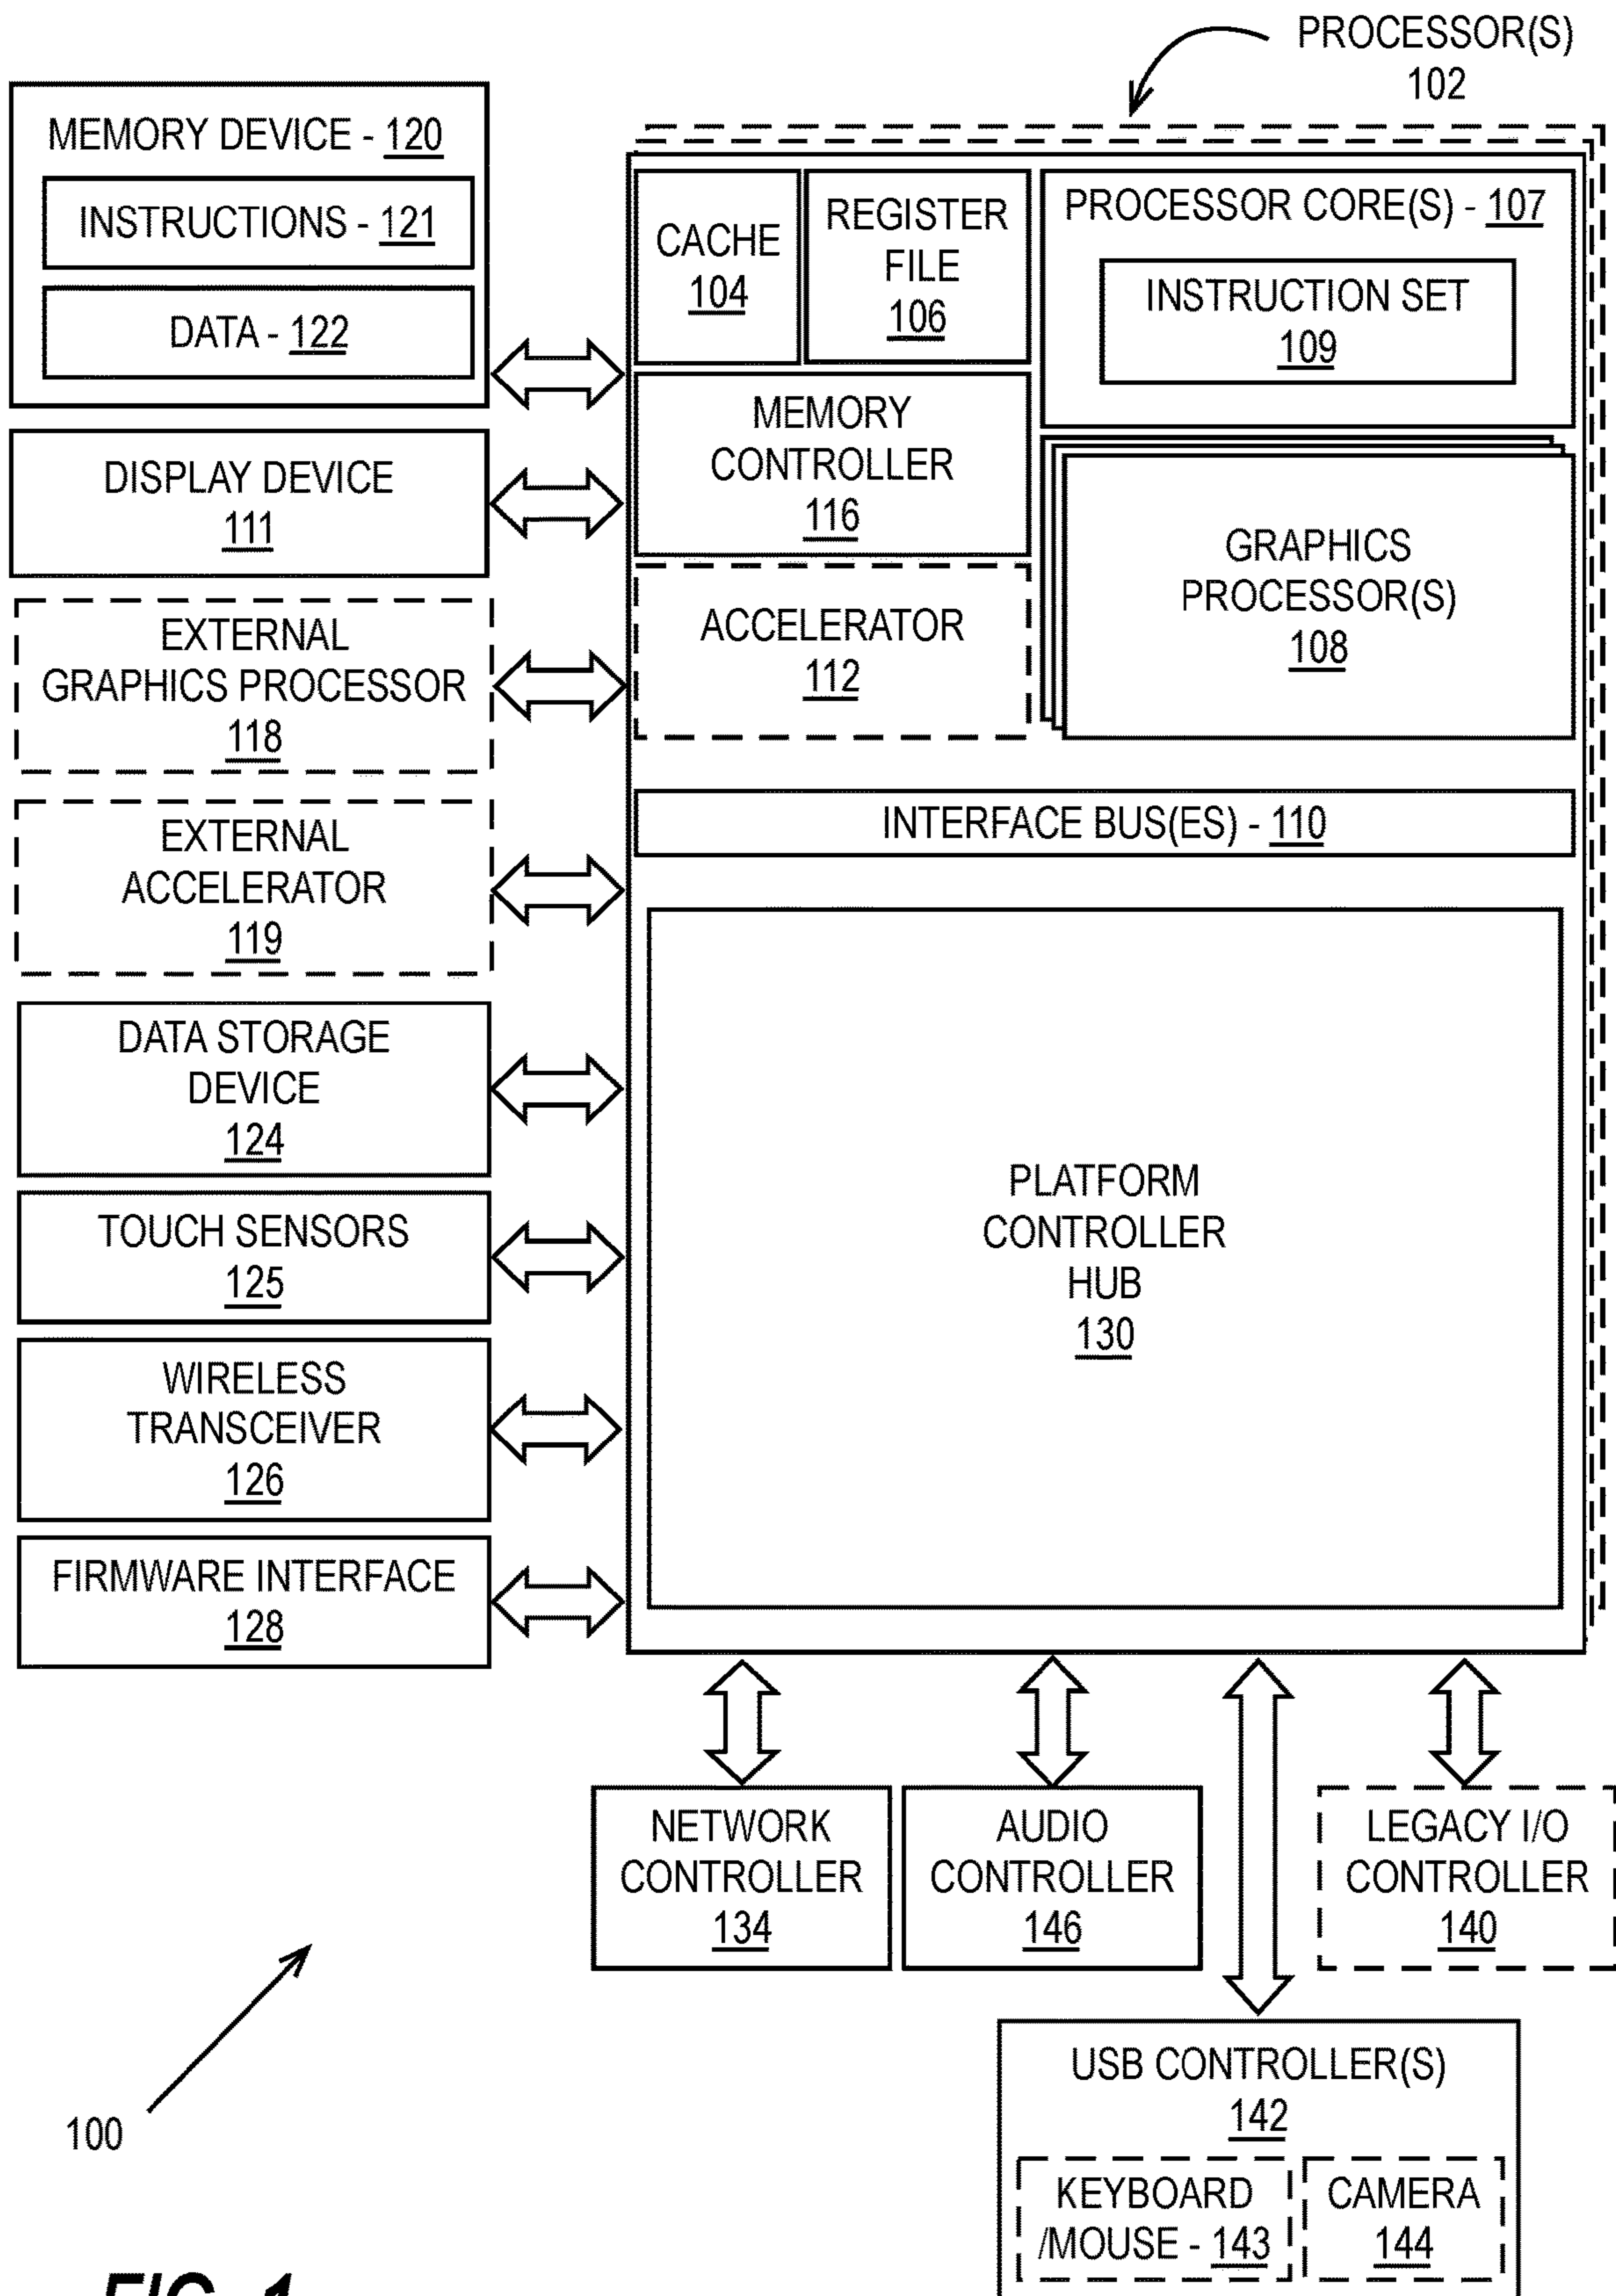 PROCESSOR(S)
102
MEMORY DEVICE - 120
INSTRUCTIONS - 121
DATA - 122
CACHE
104
REGISTER
FILE
106
PROCESSOR CORE(S) - 107
INSTRUCTION SET
109
MEMORY
CONTROLLER
116
DISPLAY DEVICE
111
GRAPHICS
PROCESSOR(S)
108
EXTERNAL
GRAPHICS PROCESSOR
118
ACCELERATOR
112
INTERFACE BUS(ES) - 110
EXTERNAL
ACCELERATOR
119
DATA STORAGE
DEVICE
124
PLATFORM
CONTROLLER
HUB
130
TOUCH SENSORS
125
WIRELESS
TRANSCEIVER
126
FIRMWARE INTERFACE
128
NETWORK
CONTROLLER
134
AUDIO
CONTROLLER
146
LEGACY I/O
CONTROLLER
140
100
USB CONTROLLER(S)
142
KEYBOARD
/MOUSE - 143
CAMERA
144
FIG. 1